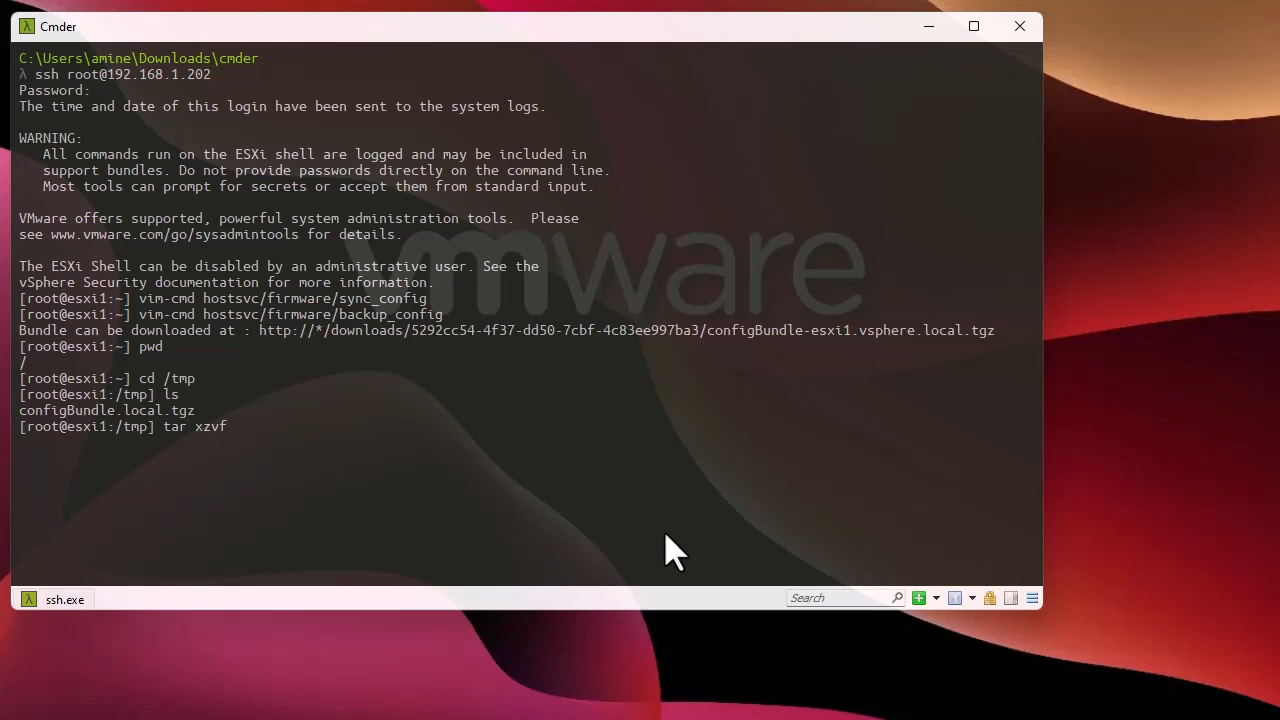 Cmder
C:\Users\amine\Downloads\cmder
λ ssh root@192.168.1.202
Password:
The time and date of this login have been sent to the system logs.
WARNING:
All commands run on the ESXi shell are logged and may be included in
support bundles. Do not provide passwords directly on the command line.
Most tools can prompt for secrets or accept them from standard input.
VMware offers supported, powerful system administration tools.  Please
see www.vmware.com/go/sysadmintools for details.
vmware
The ESXi Shell can be disabled by an administrative user. See the
vSphere Security documentation for more information.
[root@esxi1:~] vim-cmd hostsvc/firmware/sync_config
[root@esxi1:~] vim-cmd hostsvc/firmware/backup_config
Bundle can be downloaded at : http://*/downloads/5292cc54-4f37-dd50-7cbf-4c83ee997ba3/configBundle-esxi1.vsphere.local.tgz
[root@esxi1:~] pwd
/
[root@esxi1:~] cd /tmp
[root@esxi1:/tmp] ls
configBundle.local.tgz
[root@esxi1:/tmp] tar xzvf
ssh.exe
Search